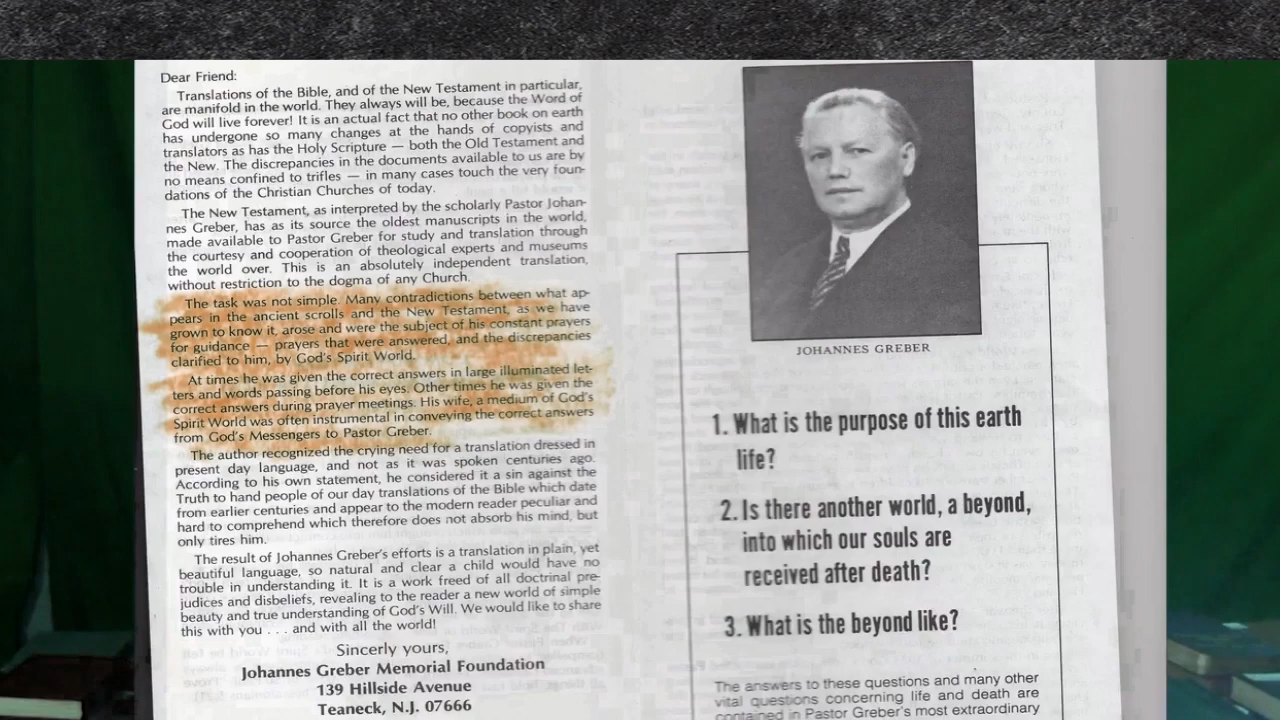 Dear Friend:
Translations of the Bible, and of the New Testament in particular,
are manifold in the world. They always will be, because the Word of
God will live forever! It is an actual fact that no other book on earth
has undergone so many changes at the hands of copyists and
translators as has the Holy Scripture — both the Old Testament and
the New. The discrepancies in the documents available to us are by
no means confined to trifles — in many cases touch the very foun-
dations of the Christian Churches of today.
The New Testament, as interpreted by the scholarly Pastor Johan-
nes Greber, has as its source the oldest manuscripts in the world,
made available to Pastor Greber for study and translation through
the courtesy and cooperation of theological experts and museums
the world over. This is an absolutely independent translation,
without restriction to the dogma of any Church.
The task was not simple. Many contradictions between what ap-
pears in the ancient scrolls and the New Testament, as we have
grown to know it, arose and were the subject of his constant prayers
for guidance — prayers that were answered, and the discrepancies
clarified to him, by God's Spirit World.
At times he was given the correct answers in large illuminated let-
ters and words passing before his eyes. Other times he was given the
correct answers during prayer meetings. His wife, a medium of God's
Spirit World was often instrumental in conveying the correct answers
from God's Messengers to Pastor Greber.
The author recognized the crying need for a translation dressed in
present day language, and not as it was spoken centuries ago.
According to his own statement, he considered it a sin against the
Truth to hand people of our day translations of the Bible which date
from earlier centuries and appear to the modern reader peculiar and
hard to comprehend which therefore does not absorb his mind, but
only tires him.
The result of Johannes Greber's efforts is a translation in plain, yet
beautiful language, so natural and clear a child would have no
trouble in understanding it. It is a work freed of all doctrinal pre-
judices and disbeliefs, revealing to the reader a new world of simple
beauty and true understanding of God's Will. We would like to share
this with you . . . and with all the world!
Sincerly yours,
Johannes Greber Memorial Foundation
139 Hillside Avenue
Teaneck, N.J. 07666
JOHANNES GREBER
1. What is the purpose of this earth
life?
2. Is there another world, a beyond,
into which our souls are
received after death?
3. What is the beyond like?
The answers to these questions and many other
vital questions concerning life and death are
contained in Pastor Greber's most extraordinary